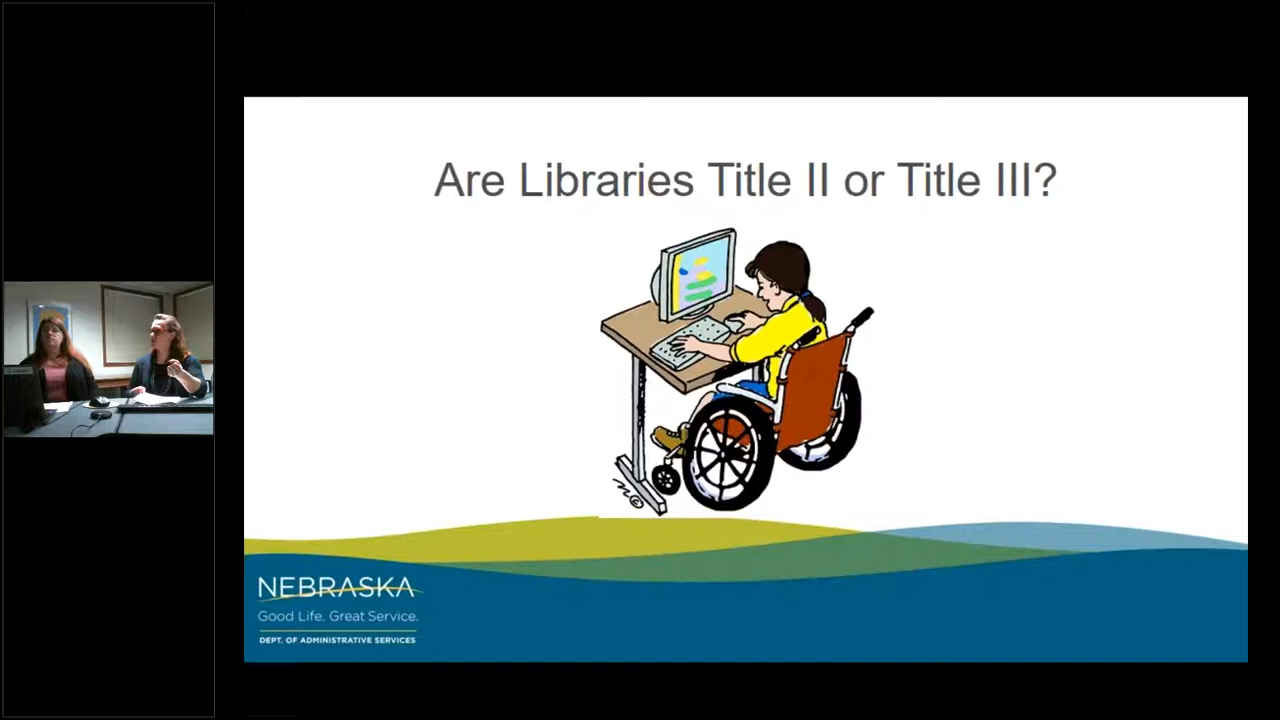 Are Libraries Title II or Title III?
NEBRASKA
Good Life. Great Service.
DEPT. OF ADMINISTRATIVE SERVICES